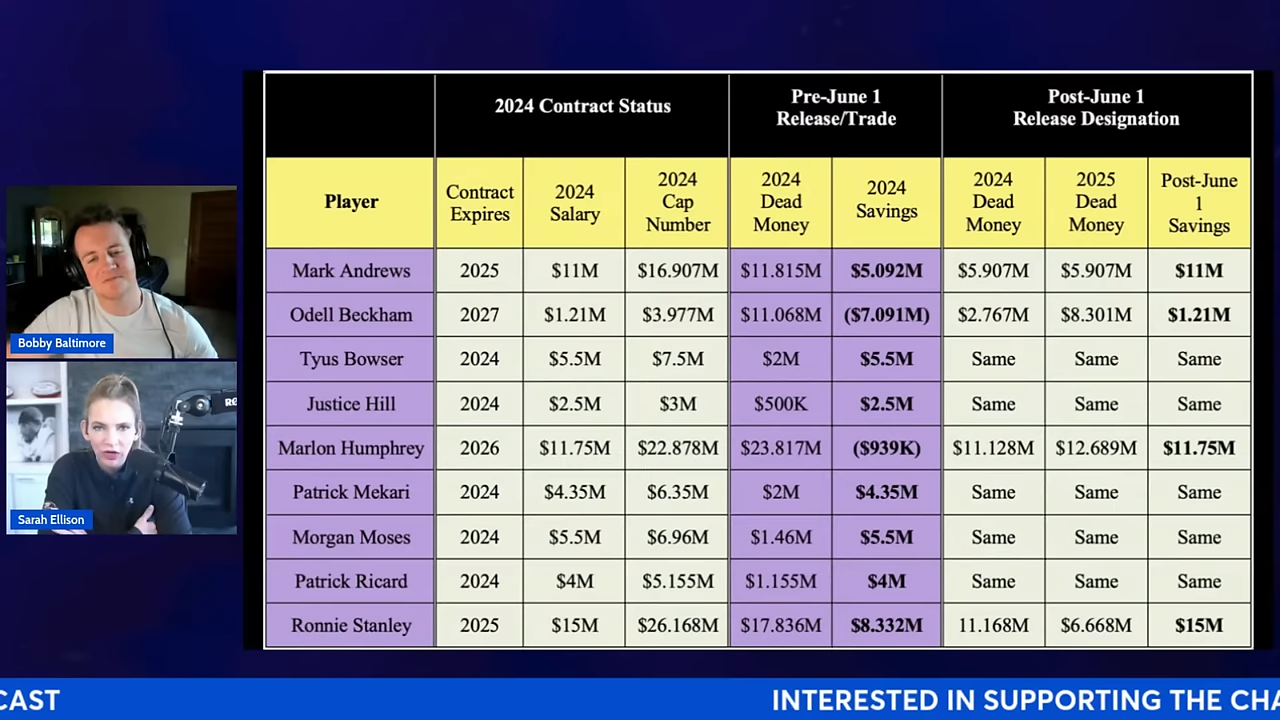 2024 Contract Status
Pre-June 1
Release/Trade
Post-June 1
Release Designation
Player
Contract
Expires
2024
Salary
2024
Cap
Number
2024
Dead
Money
2024
Savings
2024
Dead
Money
2025
Dead
Money
Post-June
1
Savings
Mark Andrews 2025 $11M $16.907M $11.815M $5.092M $5.907M $5.907M $11M
Odell Beckham 2027 $1.21M $3.977M $11.068M ($7.091M) $2.767M $8.301M $1.21M
Tyus Bowser 2024 $5.5M $7.5M $2M $5.5M Same Same Same
Justice Hill 2024 $2.5M $3M $500K $2.5M Same Same Same
Marlon Humphrey 2026 $11.75M $22.878M $23.817M ($939K) $11.128M $12.689M $11.75M
Patrick Mekari 2024 $4.35M $6.35M $2M $4.35M Same Same Same
Morgan Moses 2024 $5.5M $6.96M $1.46M $5.5M Same Same Same
Patrick Ricard 2024 $4M $5.155M $1.155M $4M Same Same Same
Ronnie Stanley 2025 $15M $26.168M $17.836M $8.332M 11.168M $6.668M $15M
Bobby Baltimore
Sarah Ellison
CAST INTERESTED IN SUPPORTING THE CHA